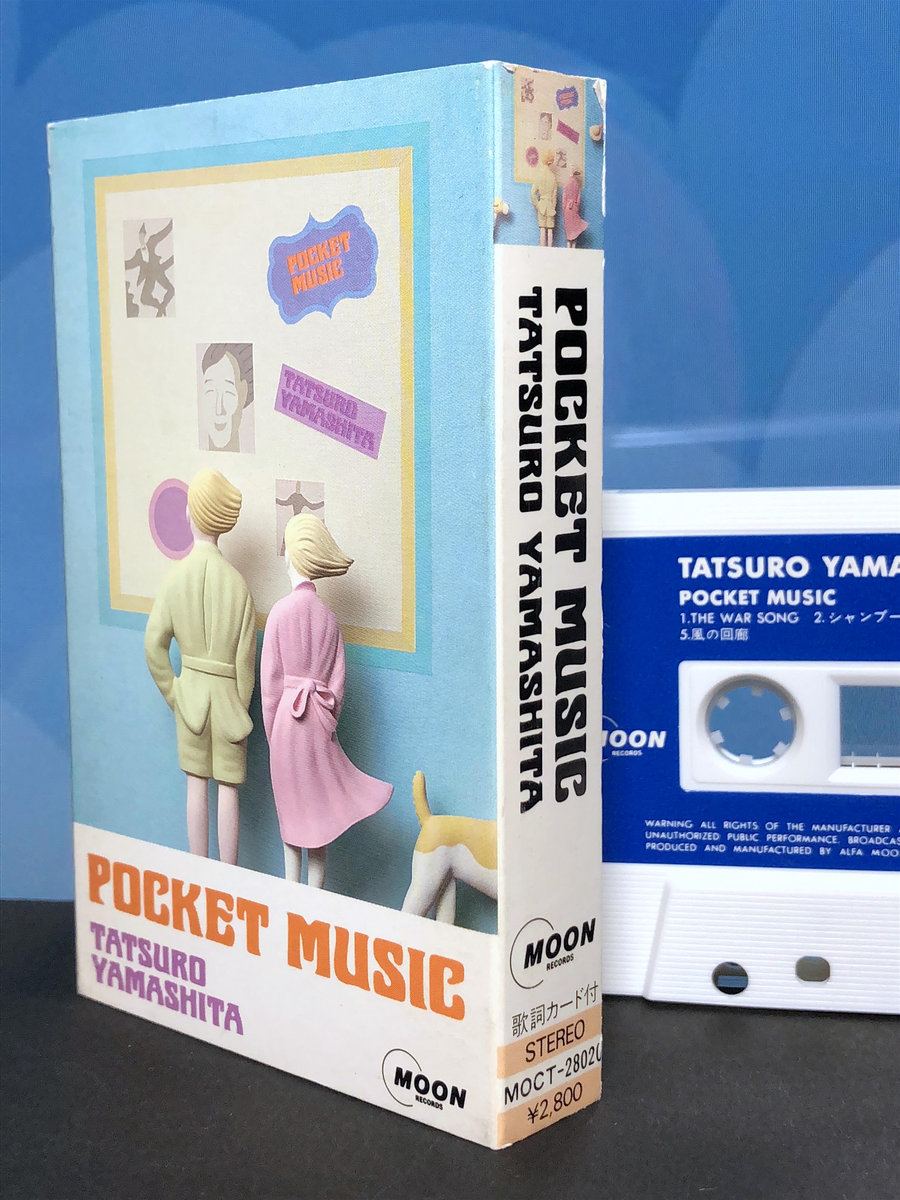 POCKET
MUSIC
TATSURO
YAMASHITA
POCKET MUSIC
TATSURO
YAMASHITA
MOON
RECORDS
POCKET MUSIC
TATSURO YAMASHITA
MOON
RECORDS
歌詞カード付
STEREO
MOCT-28020
¥2,800
TATSURO YAMA
POCKET MUSIC
1.THE WAR SONG 2.シャンプー
5.風の回廊
MOON
RECORDS
WARNING ALL RIGHTS OF THE MANUFACTURER
UNAUTHORIZED PUBLIC PERFORMANCE. BROADCAS
PRODUCED AND MANUFACTURED BY ALFA MOO